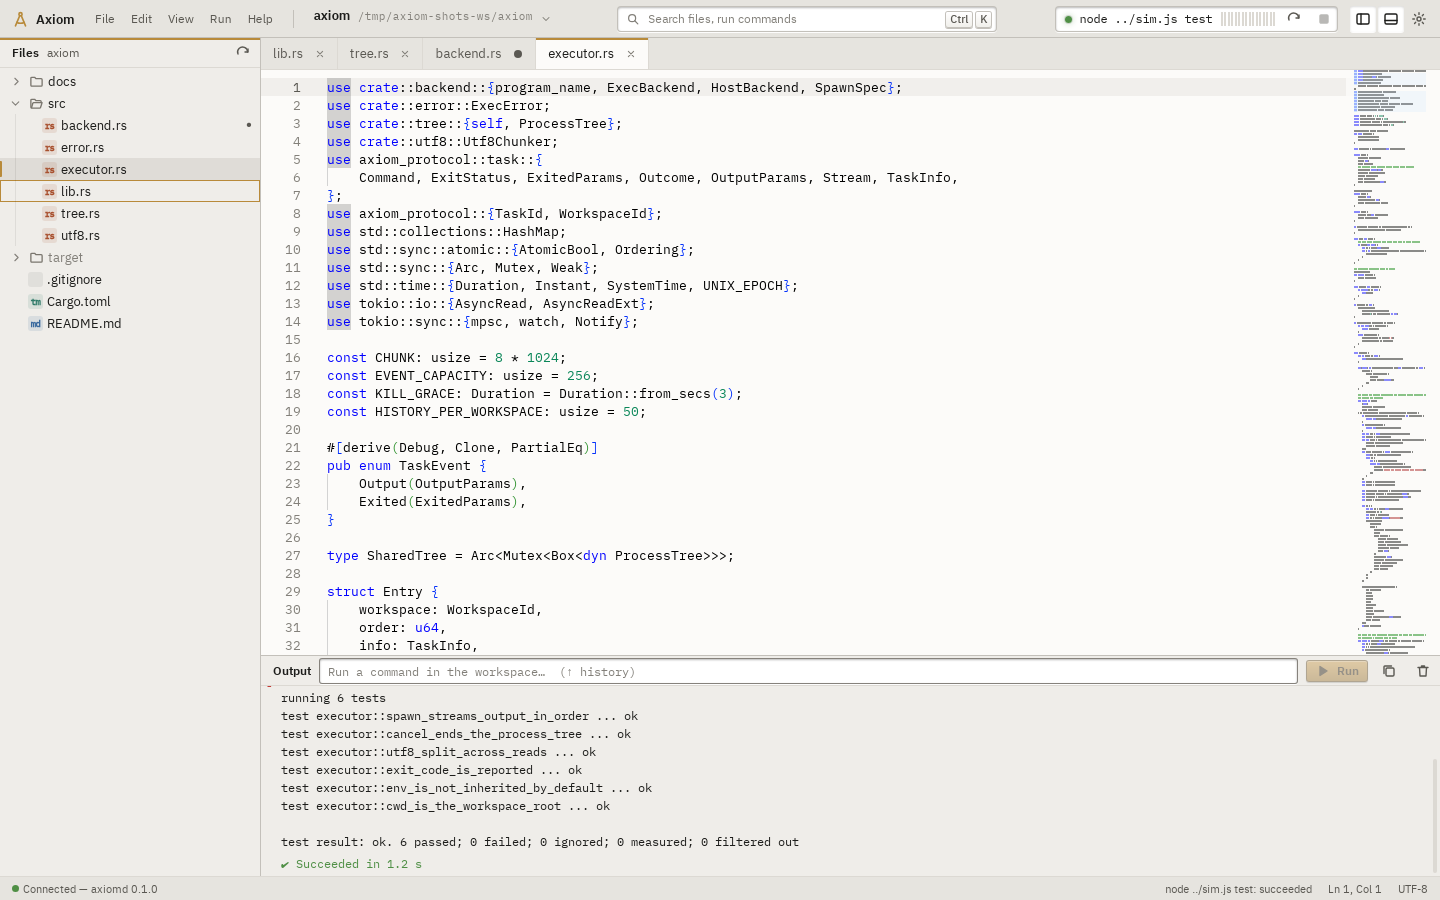 Axiom File Edit View Run Help axiom /tmp/axiom-shots-ws/axiom Search files, run commands Ctrl K node ../sim.js test
Files axiom
docs
src
backend.rs
error.rs
executor.rs
lib.rs
tree.rs
utf8.rs
target
.gitignore
Cargo.toml
README.md
lib.rs tree.rs backend.rs executor.rs
1 use crate::backend::{program_name, ExecBackend, HostBackend, SpawnSpec};
2 use crate::error::ExecError;
3 use crate::tree::{self, ProcessTree};
4 use crate::utf8::Utf8Chunker;
5 use axiom_protocol::task::{
6 Command, ExitStatus, ExitedParams, Outcome, OutputParams, Stream, TaskInfo,
7 };
8 use axiom_protocol::{TaskId, WorkspaceId};
9 use std::collections::HashMap;
10 use std::sync::atomic::{AtomicBool, Ordering};
11 use std::sync::{Arc, Mutex, Weak};
12 use std::time::{Duration, Instant, SystemTime, UNIX_EPOCH};
13 use tokio::io::{AsyncRead, AsyncReadExt};
14 use tokio::sync::{mpsc, watch, Notify};
15
16 const CHUNK: usize = 8 * 1024;
17 const EVENT_CAPACITY: usize = 256;
18 const KILL_GRACE: Duration = Duration::from_secs(3);
19 const HISTORY_PER_WORKSPACE: usize = 50;
20
21 #[derive(Debug, Clone, PartialEq)]
22 pub enum TaskEvent {
23 Output(OutputParams),
24 Exited(ExitedParams),
25 }
26
27 type SharedTree = Arc<Mutex<Box<dyn ProcessTree>>>;
28
29 struct Entry {
30 workspace: WorkspaceId,
31 order: u64,
32 info: TaskInfo,
Output Run a command in the workspace… (↑ history) Run
running 6 tests
test executor::spawn_streams_output_in_order ... ok
test executor::cancel_ends_the_process_tree ... ok
test executor::utf8_split_across_reads ... ok
test executor::exit_code_is_reported ... ok
test executor::env_is_not_inherited_by_default ... ok
test executor::cwd_is_the_workspace_root ... ok
test result: ok. 6 passed; 0 failed; 0 ignored; 0 measured; 0 filtered out
✔ Succeeded in 1.2 s
Connected — axiomd 0.1.0 node ../sim.js test: succeeded Ln 1, Col 1 UTF-8